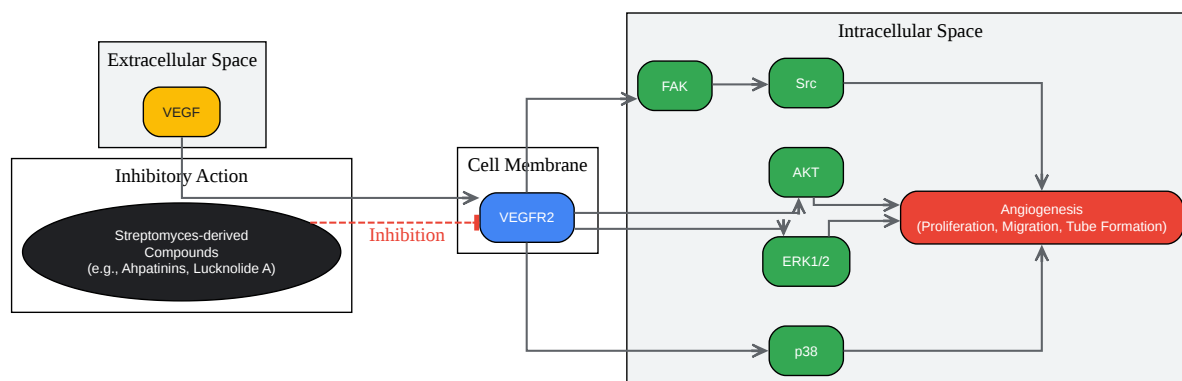 Extracellular Space
VEGF
Inhibitory Action
Streptomyces-derived
Compounds
(e.g., Ahpatinins, Lucknolide A)
Inhibition
Cell Membrane
VEGFR2
Intracellular Space
FAK
Src
AKT
ERK1/2
p38
Angiogenesis
(Proliferation, Migration, Tube Formation)